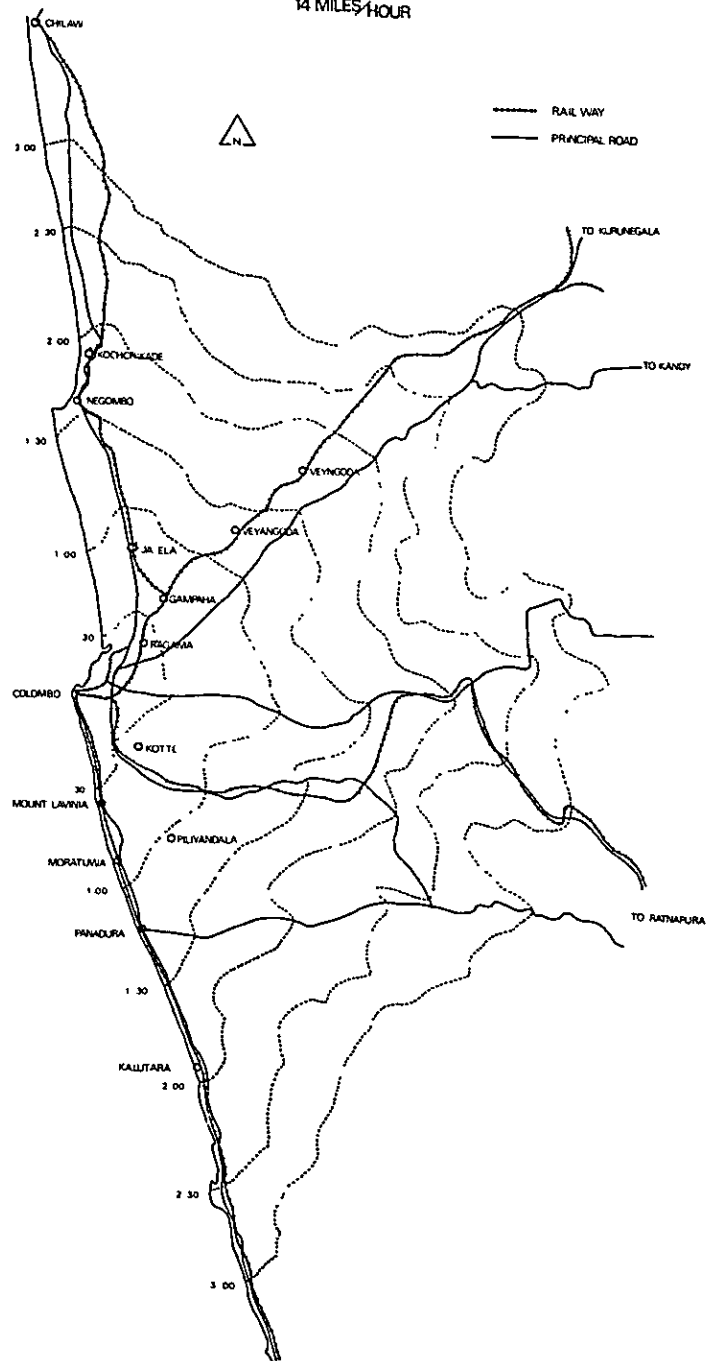 14 MILES/HOUR
CHILAW
RAIL WAY
N
PRINCIPAL ROAD
3 00
2 30
TO KURUNEGALA
2 00
KOCHCHIKADE
TO KANDY
NEGOMBO
1 30
VEYNGODA
VEYANGODA
1 00
JA ELA
GAMPAHA
30
RAGAMA
COLOMBO
KOTTE
30
MOUNT LAVINIA
PILIYANDALA
MORATUWA
1 00
TO RATNAPURA
PANADURA
1 30
KALUTARA
2 00
2 30
3 00